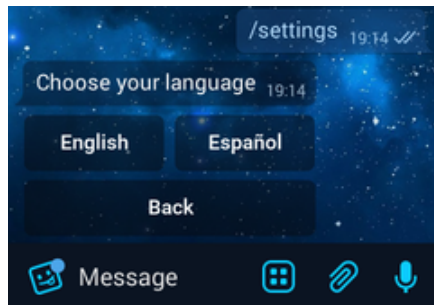 /settings 19:14
Choose your language 19:14
English Español
Back
Message